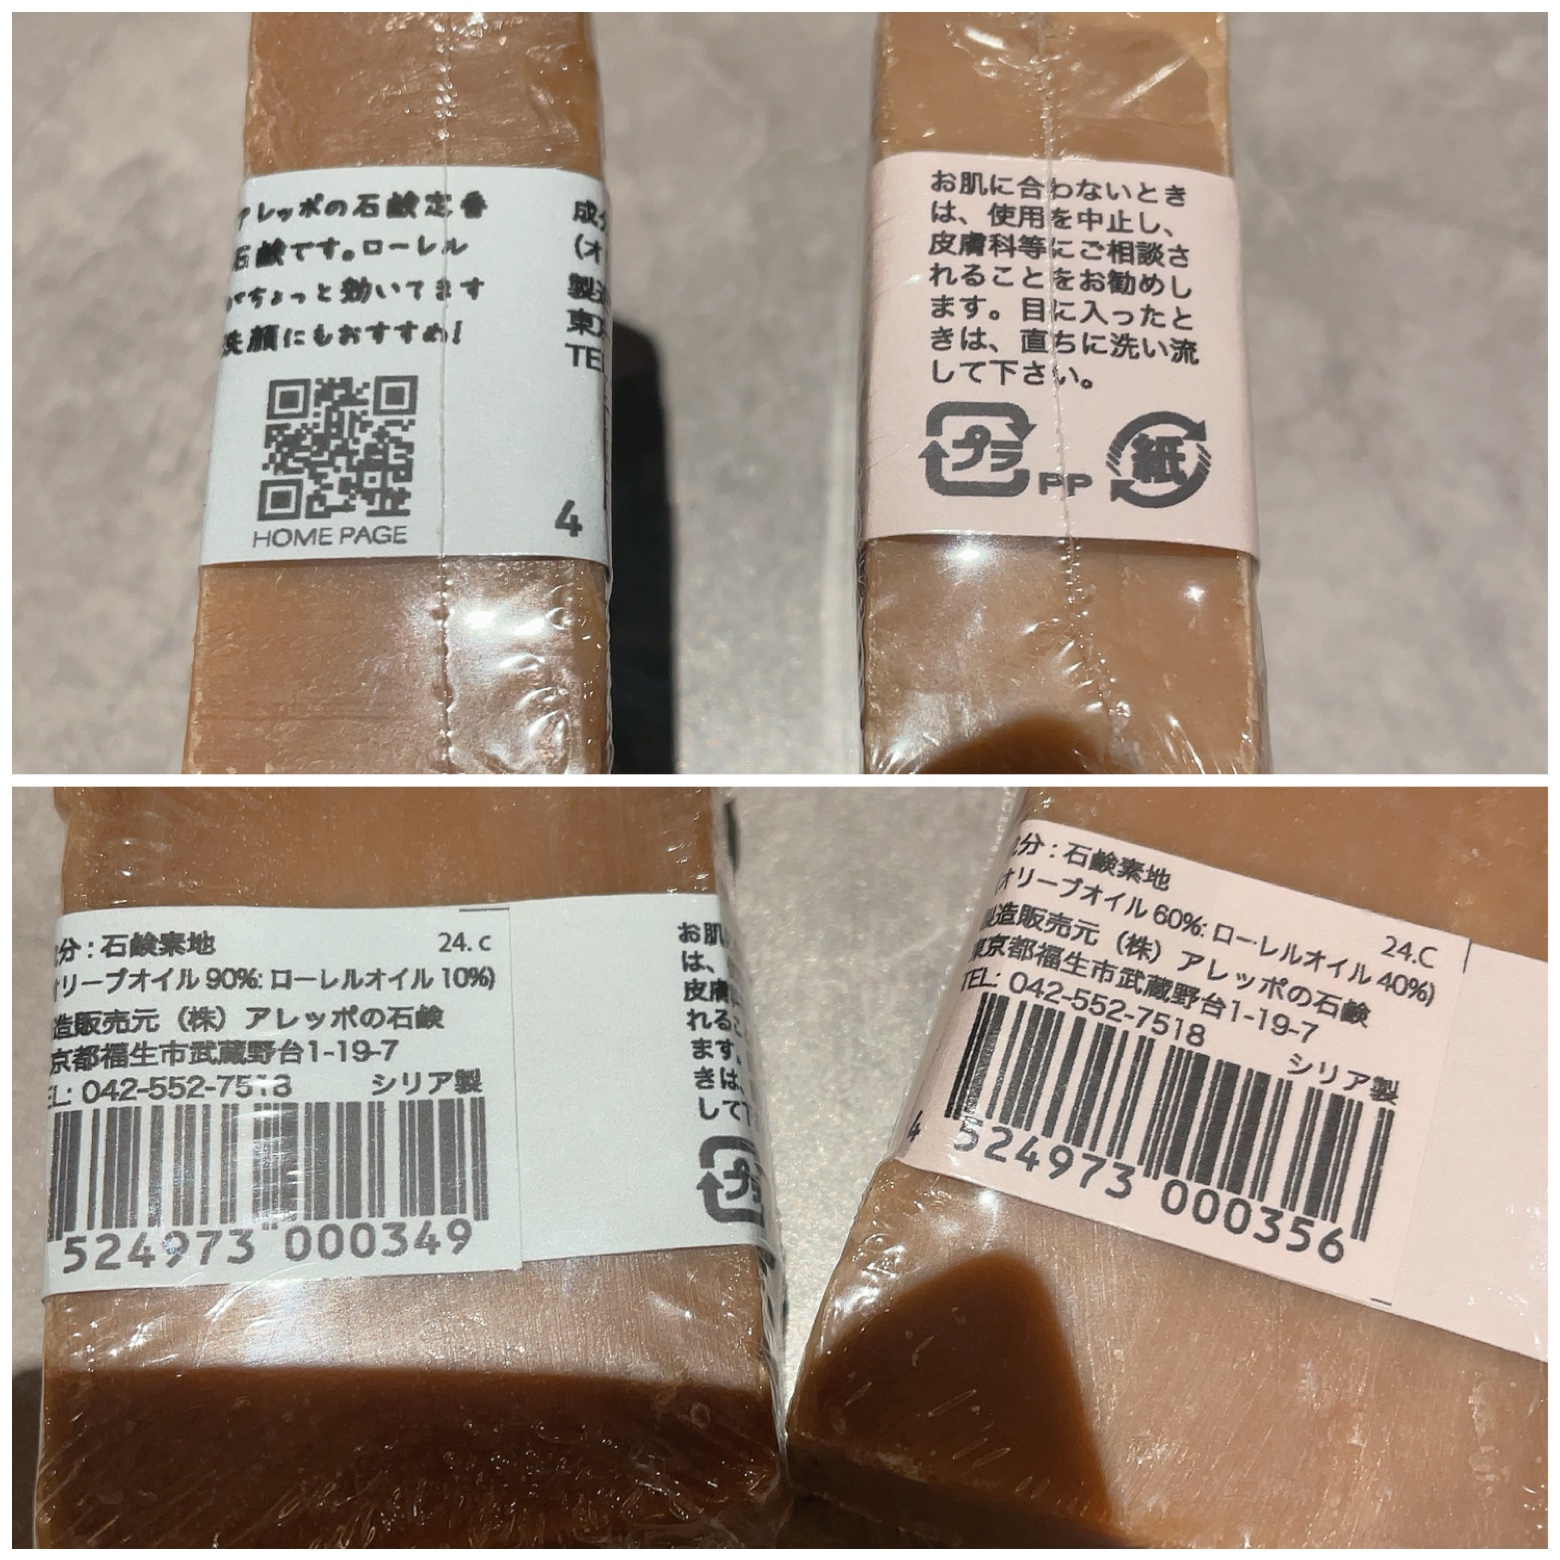 アレッポの石鹸定番
石鹸です。ローレル
がちょっと効いてます
洗顔にもおすすめ!
HOME PAGE
成分
(オ
製造
東京
TEL
4
お肌に合わないとき
は、使用を中止し、
皮膚科等にご相談さ
れることをお勧めし
ます。目に入ったと
きは、直ちに洗い流
して下さい。
プラ
PP
紙
分:石鹸素地
24.c
オリーブオイル 90%: ローレルオイル 10%)
造販売元(株)アレッポの石鹸
京都福生市武蔵野台1-19-7
EL: 042-552-7518
シリア製
524973 000349
お肌
は、
皮膚
れるこ
ます。
きは、
して下
プラ
成分:石鹸素地
24.C
(オリーブオイル 60%: ローレルオイル 40%)
製造販売元(株)アレッポの石鹸
東京都福生市武蔵野台1-19-7
TEL: 042-552-7518
シリア製
4 524973 000356